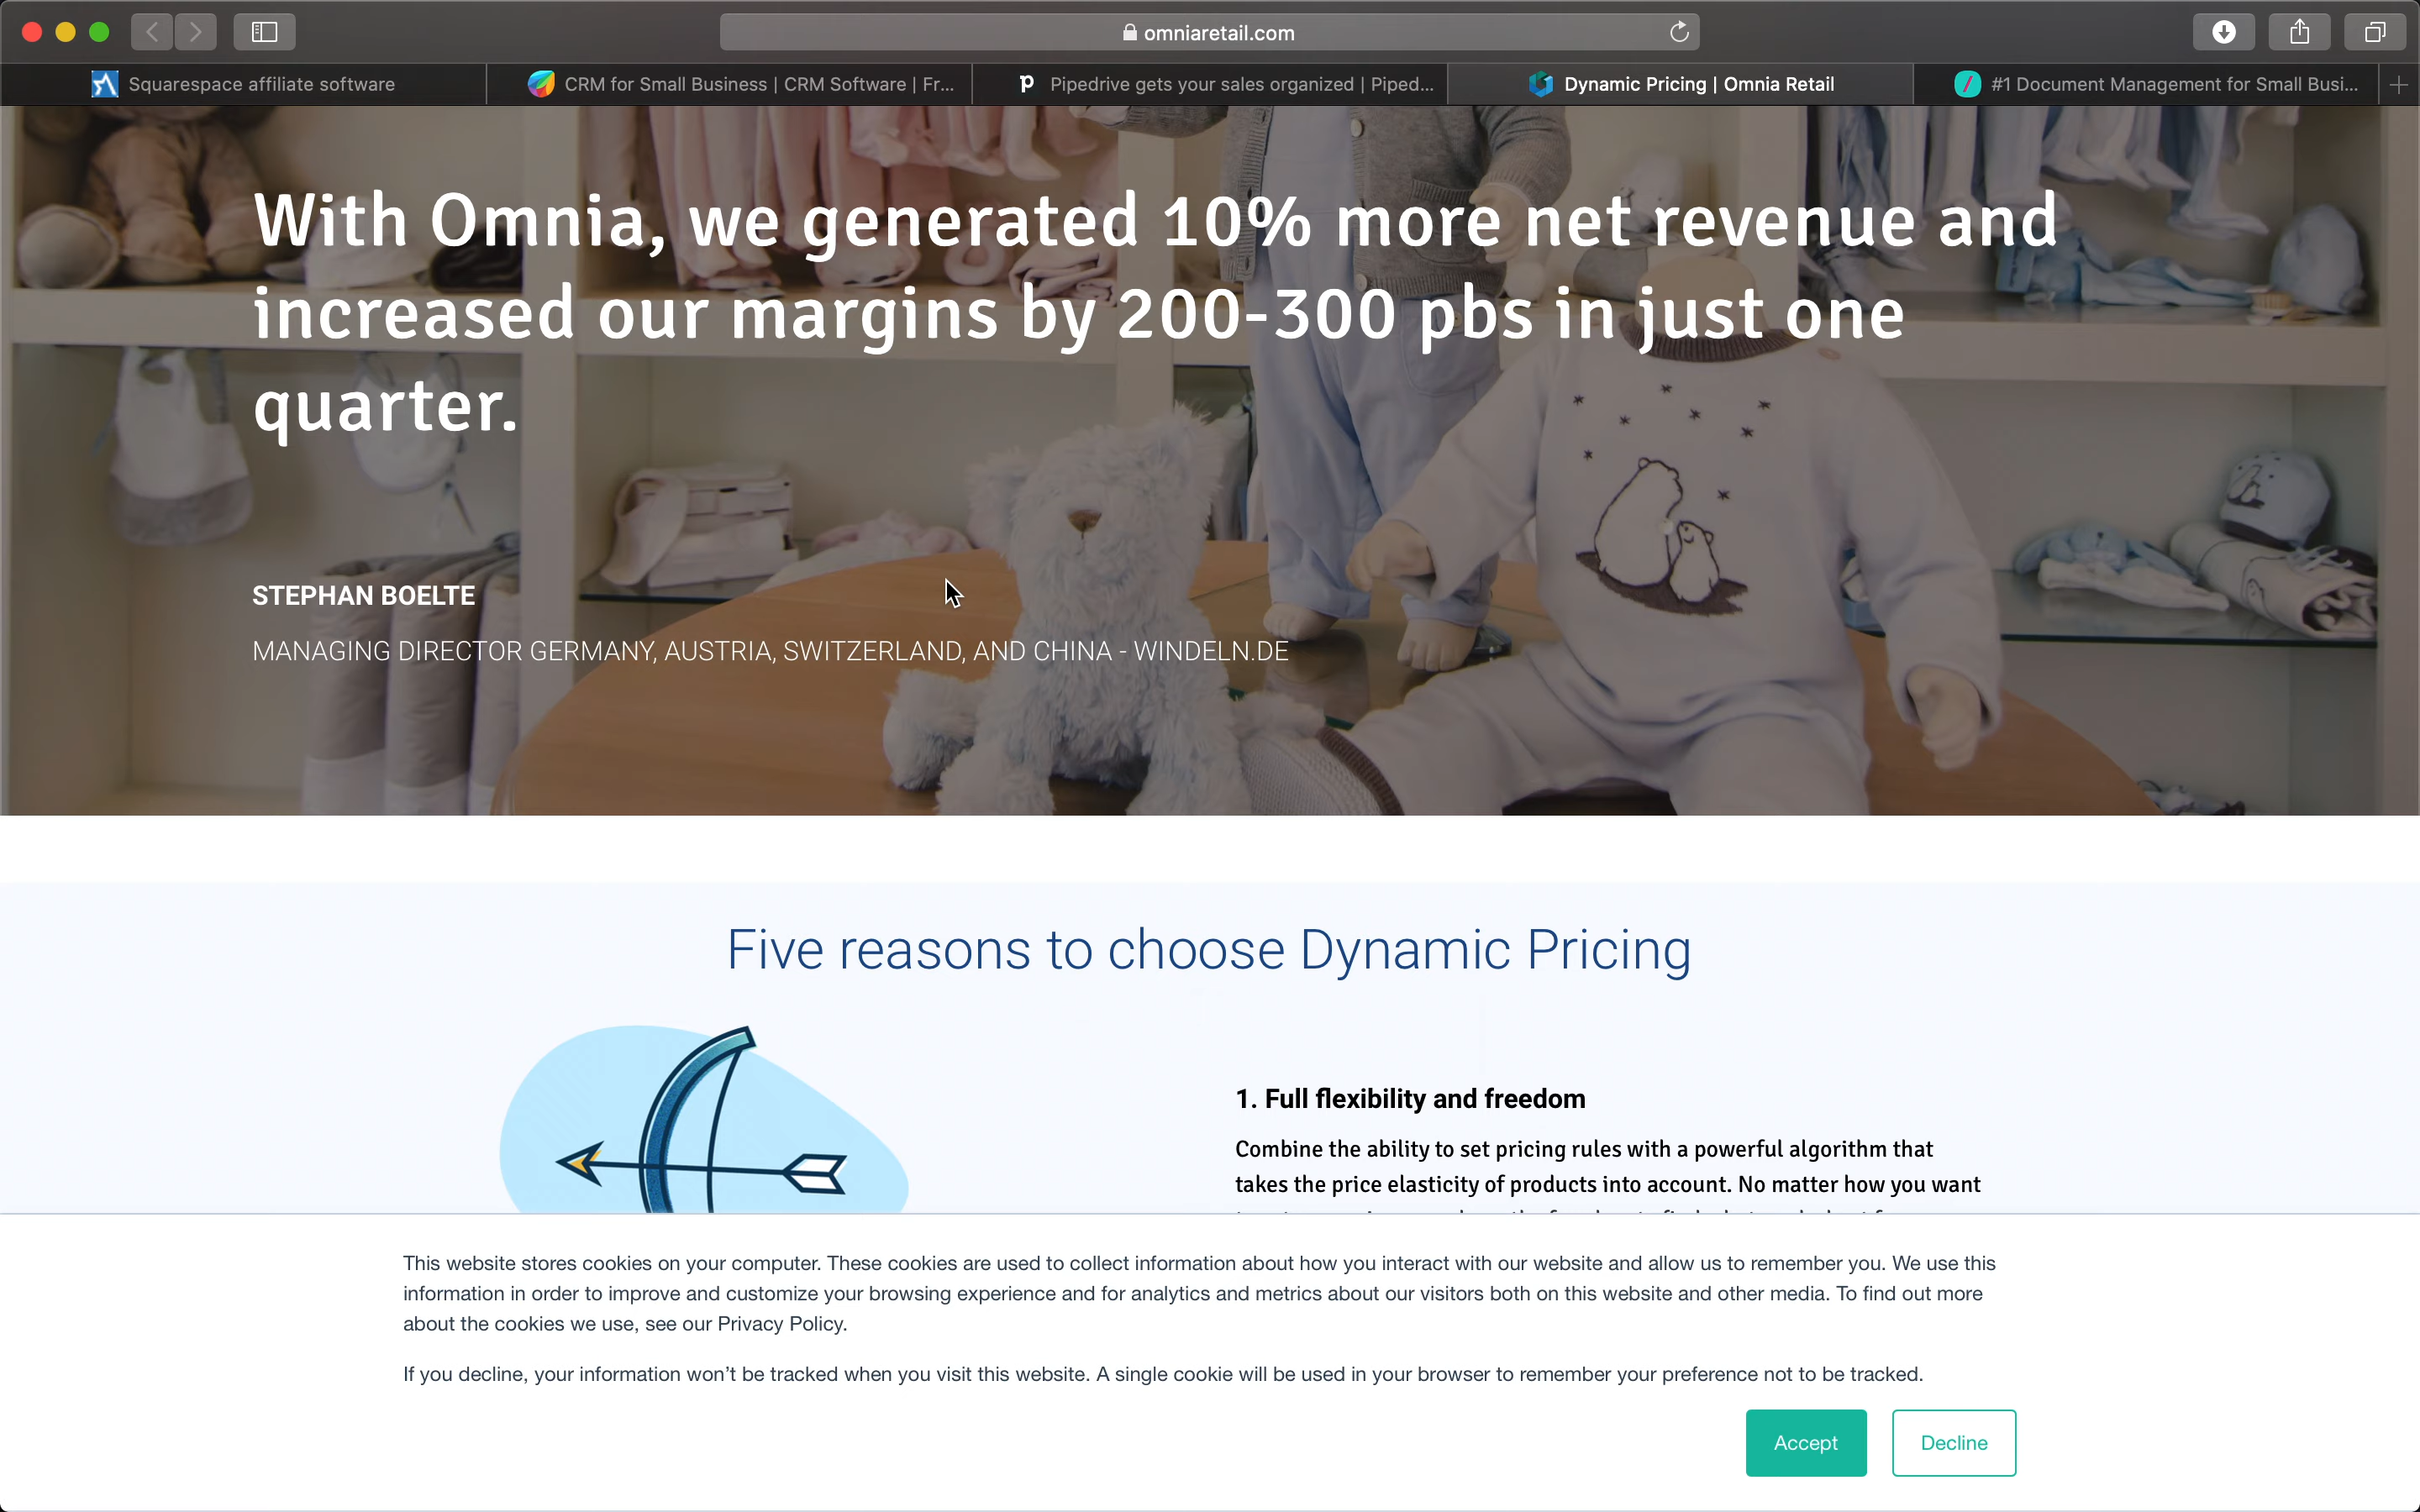 omniaretail.com
Squarespace affiliate software
CRM for Small Business | CRM Software | Fr...
Pipedrive gets your sales organized | Piped...
Dynamic Pricing | Omnia Retail
#1 Document Management for Small Busi...
With Omnia, we generated 10% more net revenue and
increased our margins by 200-300 pbs in just one
quarter.
STEPHAN BOELTE
MANAGING DIRECTOR GERMANY, AUSTRIA, SWITZERLAND, AND CHINA - WINDELN.DE
Five reasons to choose Dynamic Pricing
1. Full flexibility and freedom
Combine the ability to set pricing rules with a powerful algorithm that
takes the price elasticity of products into account. No matter how you want
This website stores cookies on your computer. These cookies are used to collect information about how you interact with our website and allow us to remember you. We use this
information in order to improve and customize your browsing experience and for analytics and metrics about our visitors both on this website and other media. To find out more
about the cookies we use, see our Privacy Policy.
If you decline, your information won't be tracked when you visit this website. A single cookie will be used in your browser to remember your preference not to be tracked.
Accept
Decline